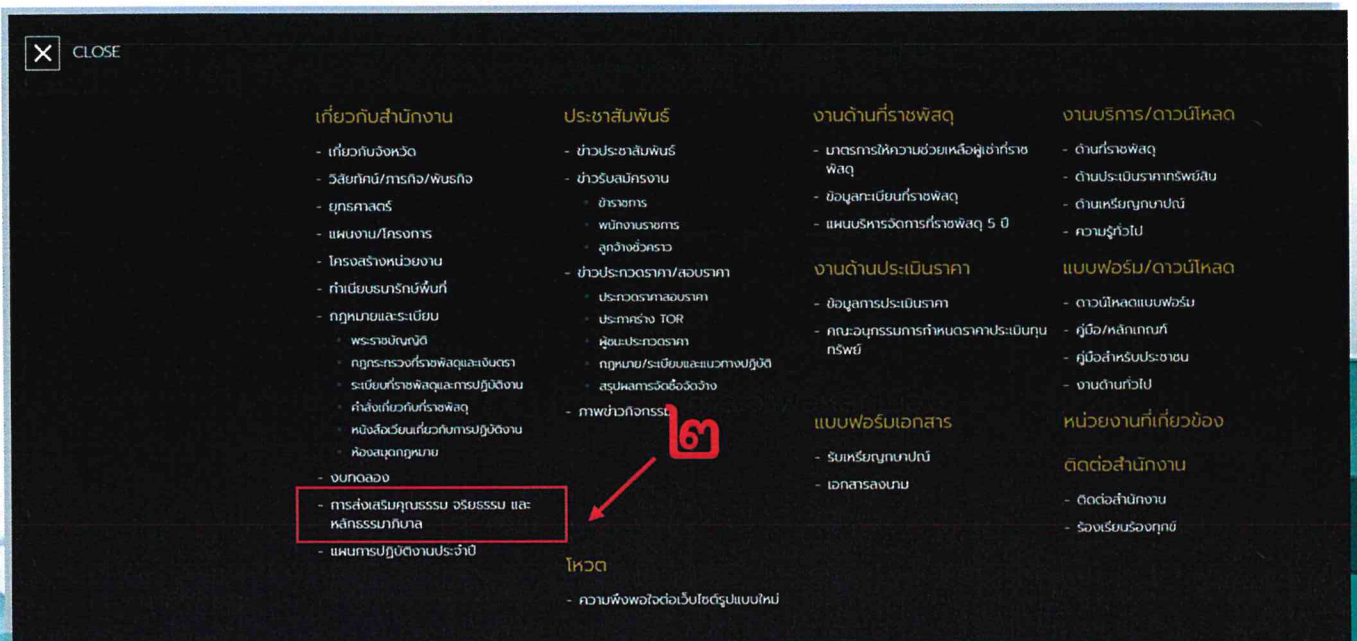 CLOSE
เกี่ยวกับสำนักงาน
- เกี่ยวกับจังหวัด
- วิสัยทัศน์/ภารกิจ/พันธกิจ
- ยุทธศาสตร์
- แผนงาน/โครงการ
- โครงสร้างหน่วยงาน
- ทำเนียบธนารักษ์พื้นที่
- กฎหมายและระเบียบ
พระราชบัญญัติ
กฎกระทรวงที่ราชพัสดุและเงินตรา
ระเบียบที่ราชพัสดุและการปฏิบัติงาน
คำสั่งเกี่ยวกับที่ราชพัสดุ
หนังสือเวียนเกี่ยวกับการปฏิบัติงาน
ห้องสมุดกฎหมาย
- งบทดลอง
- การส่งเสริมคุณธรรม จริยธรรม และ
หลักธรรมาภิบาล
- แผนการปฏิบัติงานประจำปี
ประชาสัมพันธ์
- ข่าวประชาสัมพันธ์
- ข่าวรับสมัครงาน
ข้าราชการ
พนักงานราชการ
ลูกจ้างชั่วคราว
- ข่าวประกวดราคา/สอบราคา
ประกวดราคาสอบราคา
ประกาศร่าง TOR
ผู้ชนะประกวดราคา
กฎหมาย/ระเบียบและแนวทางปฏิบัติ
สรุปผลการจัดซื้อจัดจ้าง
- ภาพข่าวกิจกรรม
๒
โหวต
- ความพึงพอใจต่อเว็บไซต์รูปแบบใหม่
งานด้านที่ราชพัสดุ
- มาตรการให้ความช่วยเหลือผู้เช่าที่ราช
พัสดุ
- ข้อมูลทะเบียนที่ราชพัสดุ
- แผนบริหารจัดการที่ราชพัสดุ 5 ปี
งานด้านประเมินราคา
- ข้อมูลการประเมินราคา
- คณะอนุกรรมการกำหนดราคาประเมินทุน
ทรัพย์
แบบฟอร์มเอกสาร
- รับเหรียญกษาปณ์
- เอกสารลงนาม
งานบริการ/ดาวน์โหลด
- ด้านที่ราชพัสดุ
- ด้านประเมินราคาทรัพย์สิน
- ด้านเหรียญกษาปณ์
- ความรู้ทั่วไป
แบบฟอร์ม/ดาวน์โหลด
- ดาวน์โหลดแบบฟอร์ม
- คู่มือ/หลักเกณฑ์
- คู่มือสำหรับประชาชน
- งานด้านทั่วไป
หน่วยงานที่เกี่ยวข้อง
ติดต่อสำนักงาน
- ติดต่อสำนักงาน
- ร้องเรียนร้องทุกข์